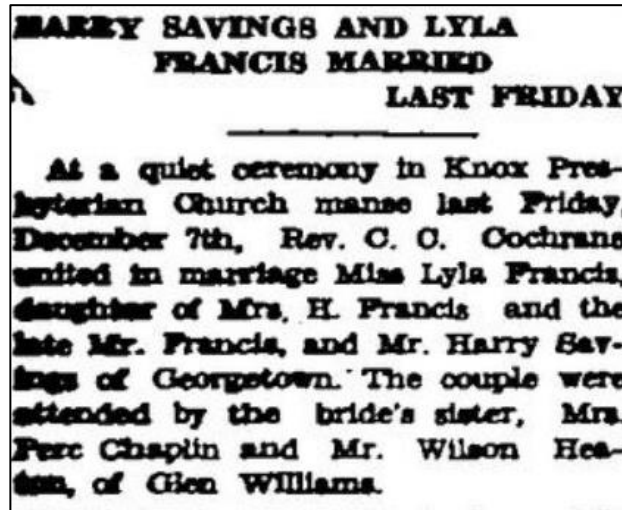 HARRY SAVINGS AND LYLA
FRANCIS MARRIED
LAST FRIDAY
At a quiet ceremony in Knox Pres-
byterian Church manse last Friday,
December 7th, Rev. C. C. Cochrane
united in marriage Miss Lyla Francis,
daughter of Mrs. H. Francis and the
late Mr. Francis, and Mr. Harry Sav-
ings of Georgetown. The couple were
attended by the bride's sister, Mrs.
Perc Chaplin and Mr. Wilson Hea-
ton, of Glen Williams.